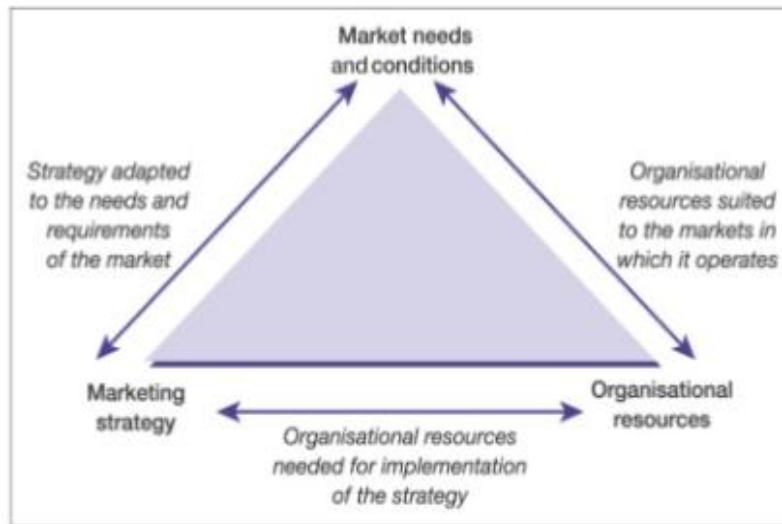 Market needs
and conditions
Strategy adapted
to the needs and
requirements
of the market
Organisational
resources suited
to the markets in
which it operates
Marketing
strategy
Organisational
resources
Organisational resources
needed for implementation
of the strategy